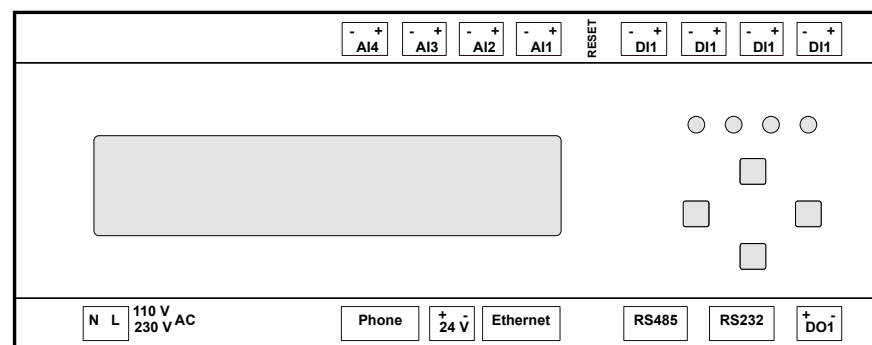 - + AI4
- + AI3
- + AI2
- + AI1
RESET
- + DI1
- + DI1
- + DI1
- + DI1
N L
110 V
230 V AC
Phone
+ -
24 V
Ethernet
RS485
RS232
+ -
DO1